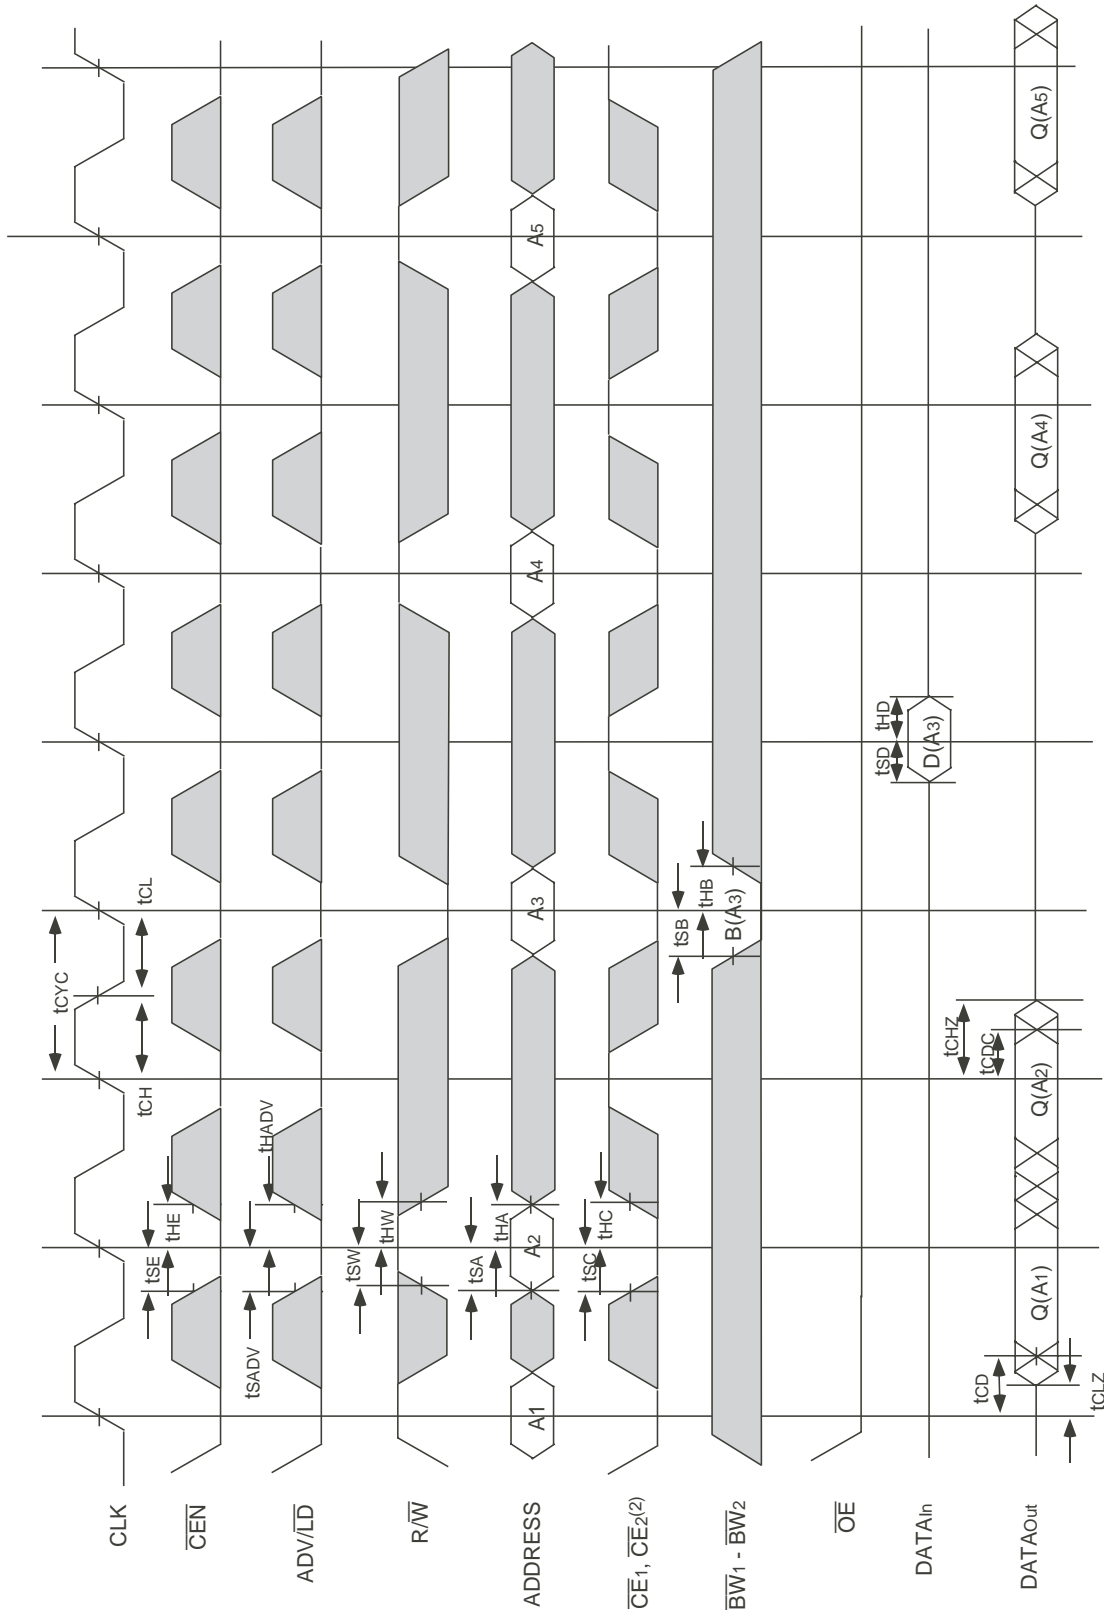 tCYC
tCH
tCL
CLK
tSE
tHE
CEN
tSADV
tHADV
ADV/LD
tSW
tHW
R/W
tSA
tHA
A1
A2
A3
A4
A5
ADDRESS
tSC
tHC
CE1, CE2(2)
tSB
tHB
B(A3)
BW1 - BW2
OE
tSD
tHD
D(A3)
DATAIn
tCHZ
tCDC
tCD
Q(A1)
Q(A2)
Q(A4)
Q(A5)
DATAOut
tCLZ